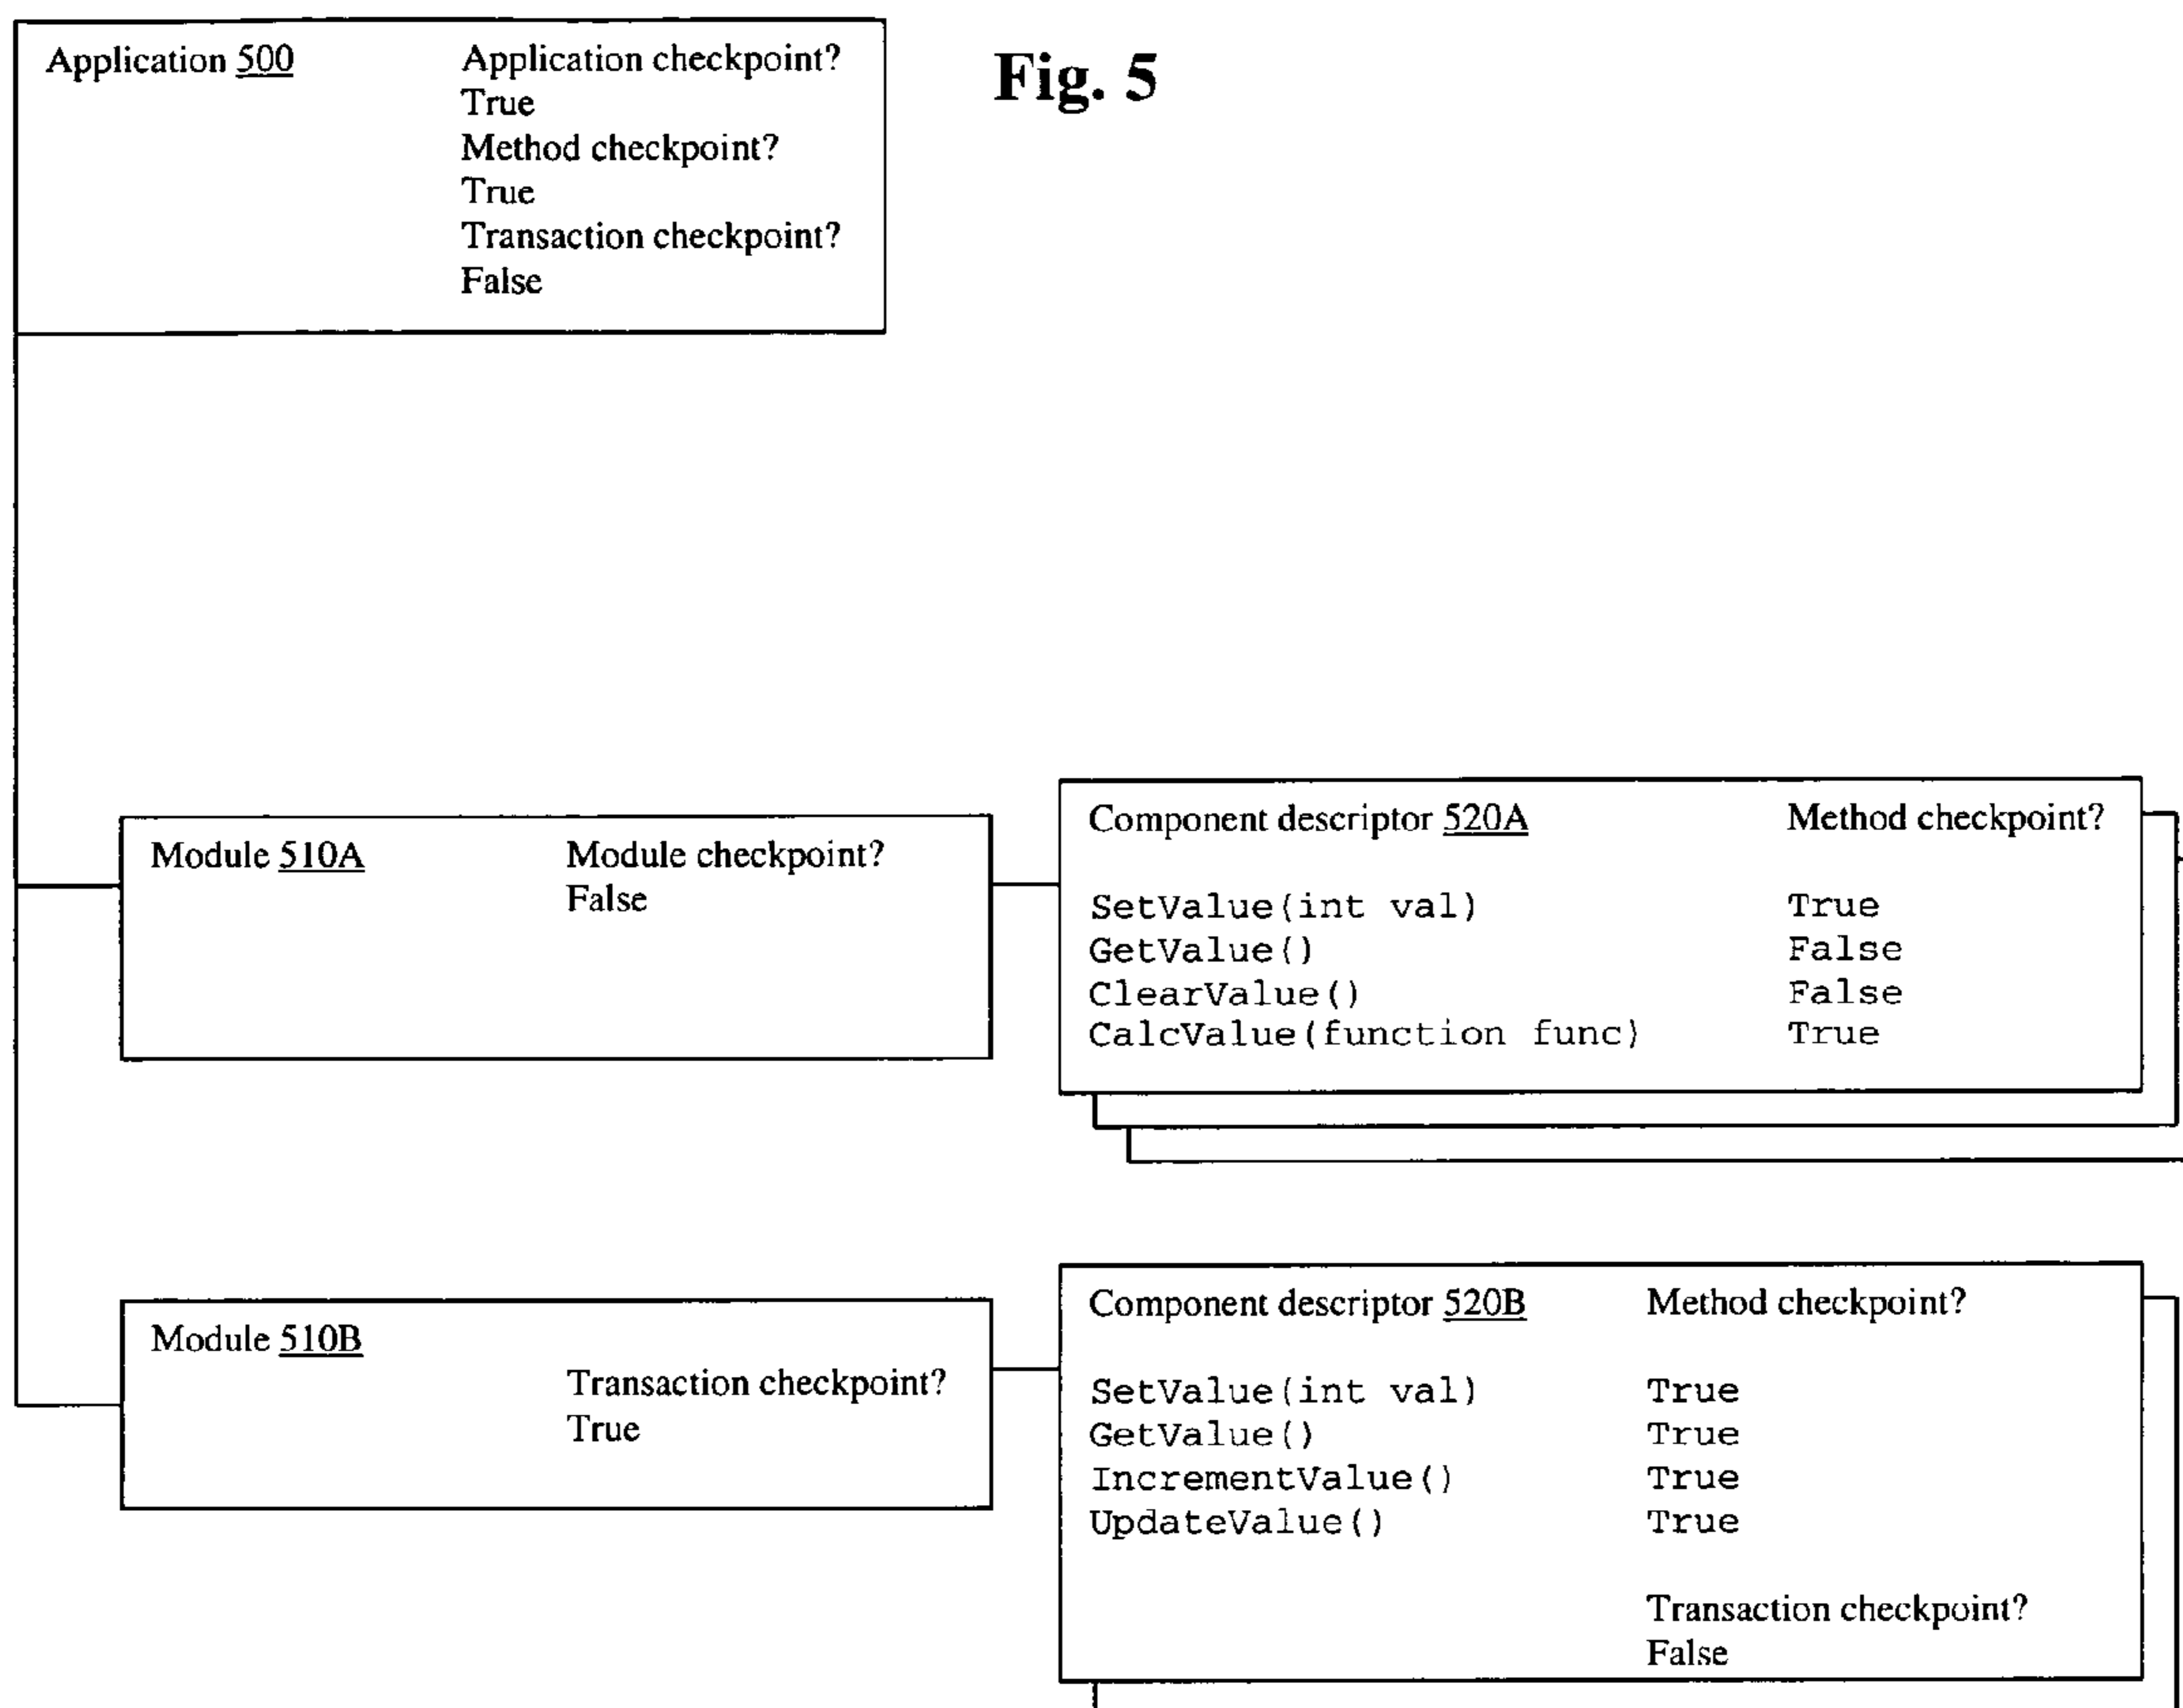 Application 500 Application checkpoint?
True
Method checkpoint?
True
Transaction checkpoint?
False
Fig. 5
Module 510A Module checkpoint?
False
Component descriptor 520A Method checkpoint?
SetValue(int val) True
GetValue() False
ClearValue() False
CalcValue(function func) True
Module 510B
Transaction checkpoint?
True
Component descriptor 520B Method checkpoint?
SetValue(int val) True
GetValue() True
IncrementValue() True
UpdateValue() True
Transaction checkpoint?
False